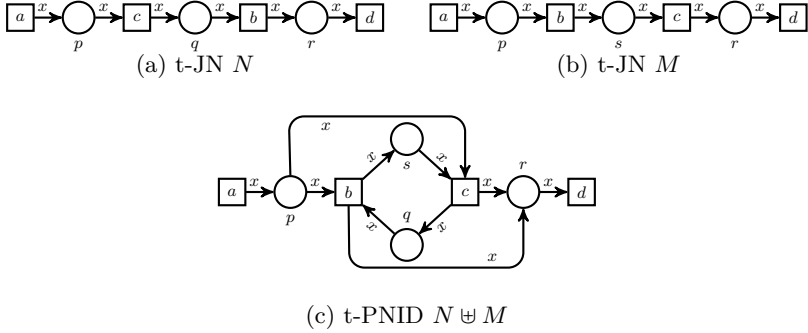 a x x c x x b x x d
p q r
(a) t-JN N
a x x b x x c x x d
p s r
(b) t-JN M
x
s
x x
r
a x x b c x x d
p
q
x x
x
(c) t-PNID N ⊎ M